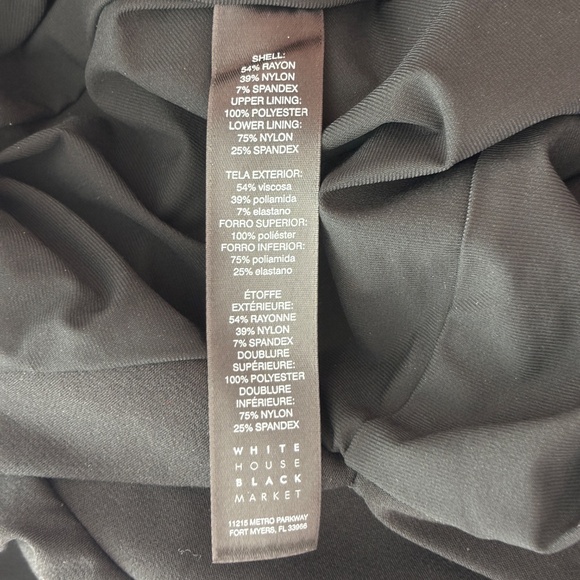 SHELL:
54% RAYON
39% NYLON
7% SPANDEX
UPPER LINING:
100% POLYESTER
LOWER LINING:
75% NYLON
25% SPANDEX
TELA EXTERIOR:
54% viscosa
39% poliamida
7% elastano
FORRO SUPERIOR:
100% poliéster
FORRO INFERIOR:
75% poliamida
25% elastano
ÉTOFFE
EXTÉRIEURE:
54% RAYONNE
39% NYLON
7% SPANDEX
DOUBLURE
SUPÉRIEURE:
100% POLYESTER
DOUBLURE
INFÉRIEURE:
75% NYLON
25% SPANDEX
WHITE
HOUSE
BLACK
MARKET
11215 METRO PARKWAY
FORT MYERS, FL 33966